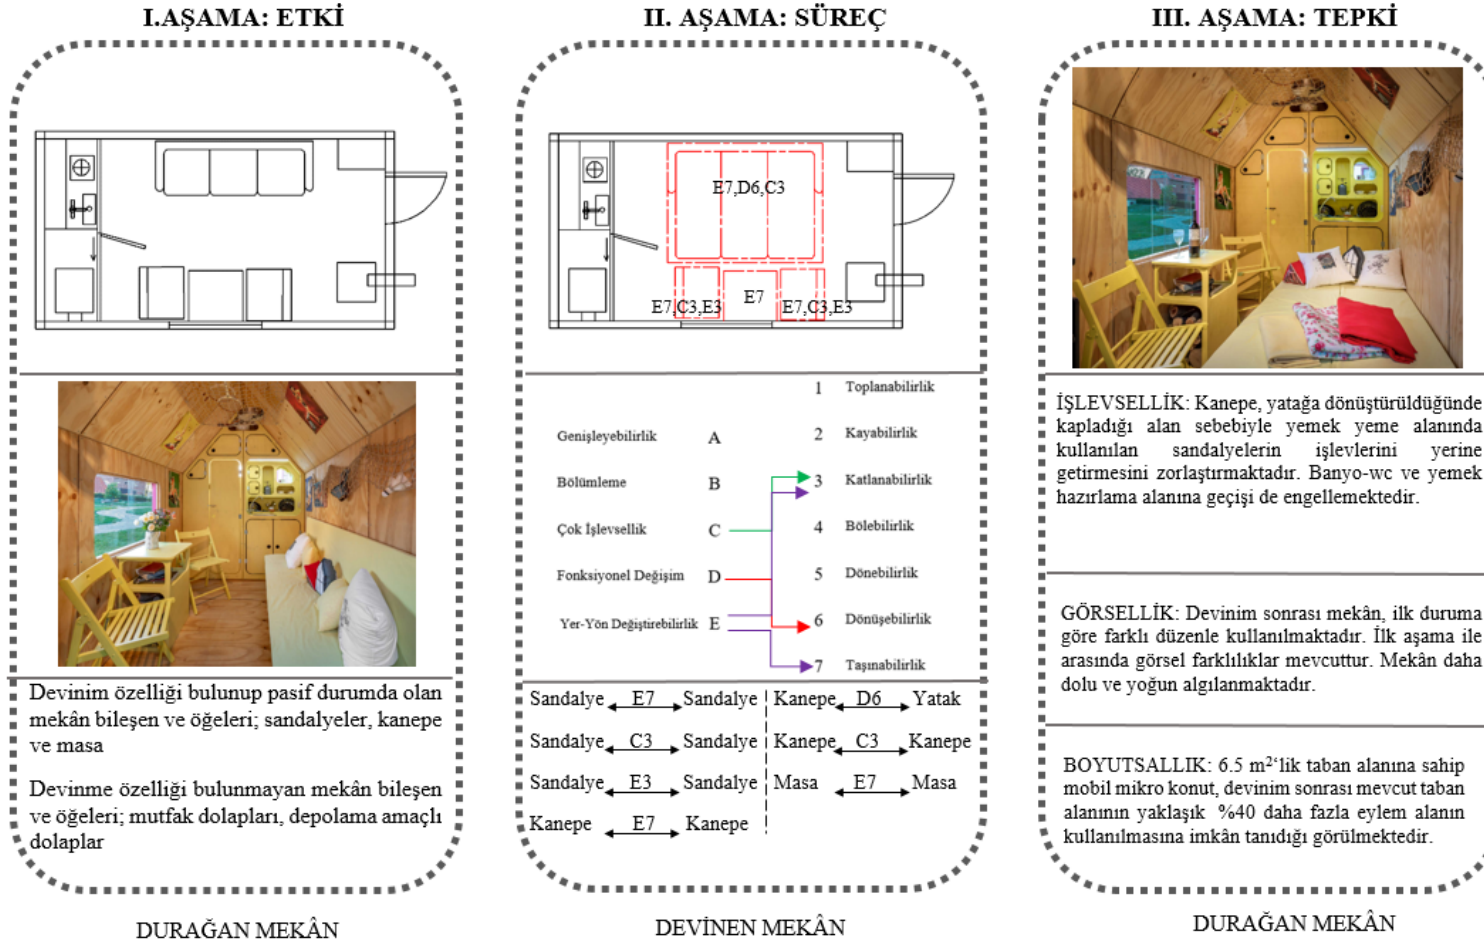 I.AŞAMA: ETKİ
Devinim özelliği bulunup pasif durumda olan
mekân bileşen ve öğeleri; sandalyeler, kanepe
ve masa
Devinme özelliği bulunmayan mekân bileşen
ve öğeleri; mutfak dolapları, depolama amaçlı
dolaplar
DURAĞAN MEKÂN
II. AŞAMA: SÜREÇ
E7,D6,C3
E7,C3,E3
E7
E7,C3,E3
1 Toplanabilirlik
Genişleyebilirlik A
2 Kayabilirlik
Bölümleme B
3 Katlanabilirlik
Çok İşlevsellik C
4 Bölebilirlik
Fonksiyonel Değişim D
5 Dönebilirlik
Yer-Yön Değiştirebilirlik E
6 Dönüşebilirlik
7 Taşınabilirlik
Sandalye E7 Sandalye Kanepe D6 Yatak
Sandalye C3 Sandalye Kanepe C3 Kanepe
Sandalye E3 Sandalye Masa E7 Masa
Kanepe E7 Kanepe
DEVİNEN MEKÂN
III. AŞAMA: TEPKİ
İŞLEVSELLİK: Kanepe, yatağa dönüştürüldüğünde
kapladığı alan sebebiyle yemek yeme alanında
kullanılan sandalyelerin işlevlerini yerine
getirmesini zorlaştırmaktadır. Banyo-wc ve yemek
hazırlama alanına geçişi de engellemektedir.
GÖRSELLİK: Devinim sonrası mekân, ilk duruma
göre farklı düzenle kullanılmaktadır. İlk aşama ile
arasında görsel farklılıklar mevcuttur. Mekân daha
dolu ve yoğun algılanmaktadır.
BOYUTSALLIK: 6.5 m²‘lik taban alanına sahip
mobil mikro konut, devinim sonrası mevcut taban
alanının yaklaşık %40 daha fazla eylem alanın
kullanılmasına imkân tanıdığı görülmektedir.
DURAĞAN MEKÂN